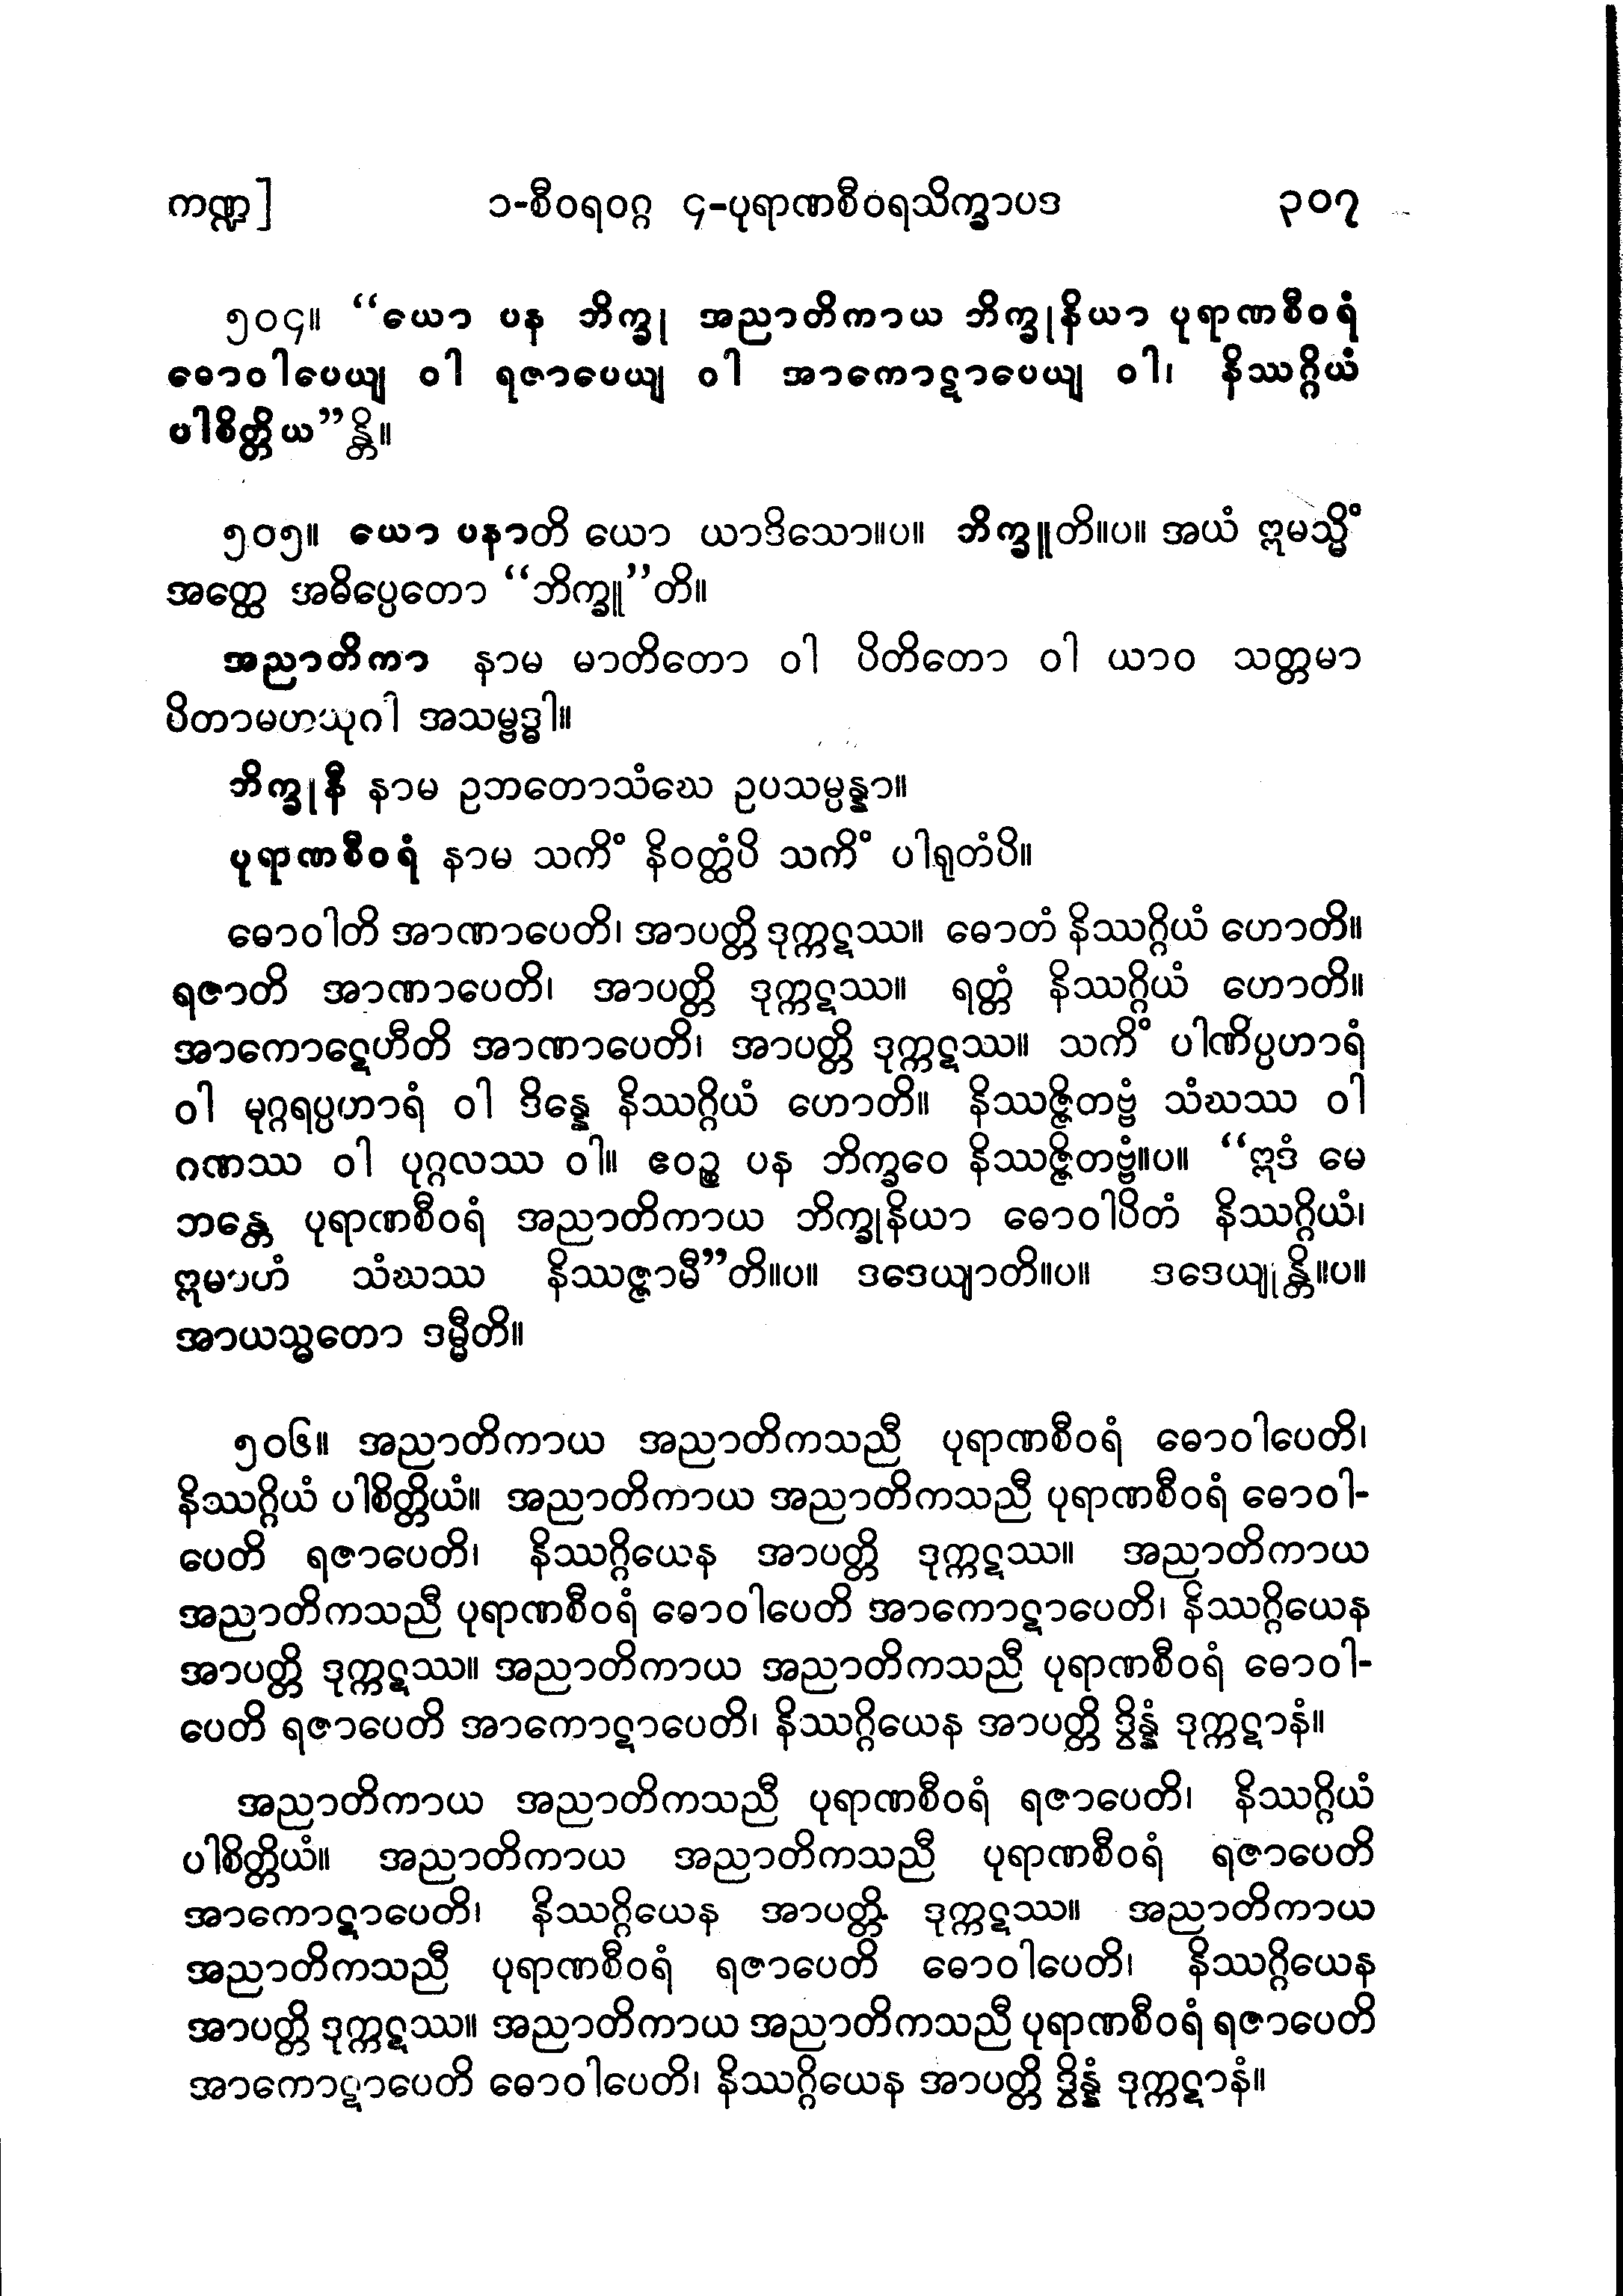 ကဏ္ဍ] ၁-စီဝရဝဂ္ဂ ၄-ပုရာဏစီဝရသိက္ခာပဒ ၃၀၇
၅၀၄။ “ယော ပန ဘိက္ခု အညာတိကာယ ဘိက္ခုနိယာ ပုရာဏစီဝရံ
ဓောဝါပေယျ ဝါ ရဇာပေယျ ဝါ အာကောဋာပေယျ ဝါ၊ နိဿဂ္ဂိယံ
ပါစိတ္တိယ”န္တိ။
၅၀၅။ ယော ပနာတိ ယော ယာဒိသော။ပ။ ဘိက္ခူတိ။ပ။ အယံ ဣမသ္မိံ
အတ္ထေ အဓိပ္ပေတော “ဘိက္ခူ”တိ။
အညာတိကာ နာမ မာတိတော ဝါ ပိတိတော ဝါ ယာဝ သတ္တမာ
ပိတာမဟယုဂါ အသမ္ဗဒ္ဓါ။
ဘိက္ခုနီ နာမ ဥဘတောသံဃေ ဥပသမ္ပန္နာ။
ပုရာဏစီဝရံ နာမ သကိံ နိဝတ္ထံပိ သကိံ ပါရုတံပိ။
ဓောဝါတိ အာဏာပေတိ၊ အာပတ္တိ ဒုက္ကဋဿ။ ဓောတံ နိဿဂ္ဂိယံ ဟောတိ။
ရဇာတိ အာဏာပေတိ၊ အာပတ္တိ ဒုက္ကဋဿ။ ရတ္တံ နိဿဂ္ဂိယံ ဟောတိ။
အာကောဋေဟီတိ အာဏာပေတိ၊ အာပတ္တိ ဒုက္ကဋဿ။ သကိံ ပါဏိပ္ပဟာရံ
ဝါ မုဂ္ဂရပ္ပဟာရံ ဝါ ဒိန္နေ နိဿဂ္ဂိယံ ဟောတိ။ နိဿဇ္ဇိတဗ္ဗံ သံဃဿ ဝါ
ဂဏဿ ဝါ ပုဂ္ဂလဿ ဝါ။ ဧဝဉ္စ ပန ဘိက္ခဝေ နိဿဇ္ဇိတဗ္ဗံ။ပ။ “ဣဒံ မေ
ဘန္တေ ပုရာဏစီဝရံ အညာတိကာယ ဘိက္ခုနိယာ ဓောဝါပိတံ နိဿဂ္ဂိယံ၊
ဣမာဟံ သံဃဿ နိဿဇ္ဇာမီ”တိ။ပ။ ဒဒေယျာတိ။ပ။ ဒဒေယျုန္တိ။ပ။
အာယသ္မတော ဒမ္မီတိ။
၅၀၆။ အညာတိကာယ အညာတိကသညီ ပုရာဏစီဝရံ ဓောဝါပေတိ၊
နိဿဂ္ဂိယံ ပါစိတ္တိယံ။ အညာတိကာယ အညာတိကသညီ ပုရာဏစီဝရံ ဓောဝါ-
ပေတိ ရဇာပေတိ၊ နိဿဂ္ဂိယေန အာပတ္တိ ဒုက္ကဋဿ။ အညာတိကာယ
အညာတိကသညီ ပုရာဏစီဝရံ ဓောဝါပေတိ အာကောဋာပေတိ၊ နိဿဂ္ဂိယေန
အာပတ္တိ ဒုက္ကဋဿ။ အညာတိကာယ အညာတိကသညီ ပုရာဏစီဝရံ ဓောဝါ-
ပေတိ ရဇာပေတိ အာကောဋာပေတိ၊ နိဿဂ္ဂိယေန အာပတ္တိ ဒွိန္နံ ဒုက္ကဋာနံ။
အညာတိကာယ အညာတိကသညီ ပုရာဏစီဝရံ ရဇာပေတိ၊ နိဿဂ္ဂိယံ
ပါစိတ္တိယံ။ အညာတိကာယ အညာတိကသညီ ပုရာဏစီဝရံ ရဇာပေတိ
အာကောဋာပေတိ၊ နိဿဂ္ဂိယေန အာပတ္တိ ဒုက္ကဋဿ။ အညာတိကာယ
အညာတိကသညီ ပုရာဏစီဝရံ ရဇာပေတိ ဓောဝါပေတိ၊ နိဿဂ္ဂိယေန
အာပတ္တိ ဒုက္ကဋဿ။ အညာတိကာယ အညာတိကသညီ ပုရာဏစီဝရံ ရဇာပေတိ
အာကောဋာပေတိ ဓောဝါပေတိ၊ နိဿဂ္ဂိယေန အာပတ္တိ ဒွိန္နံ ဒုက္ကဋာနံ။